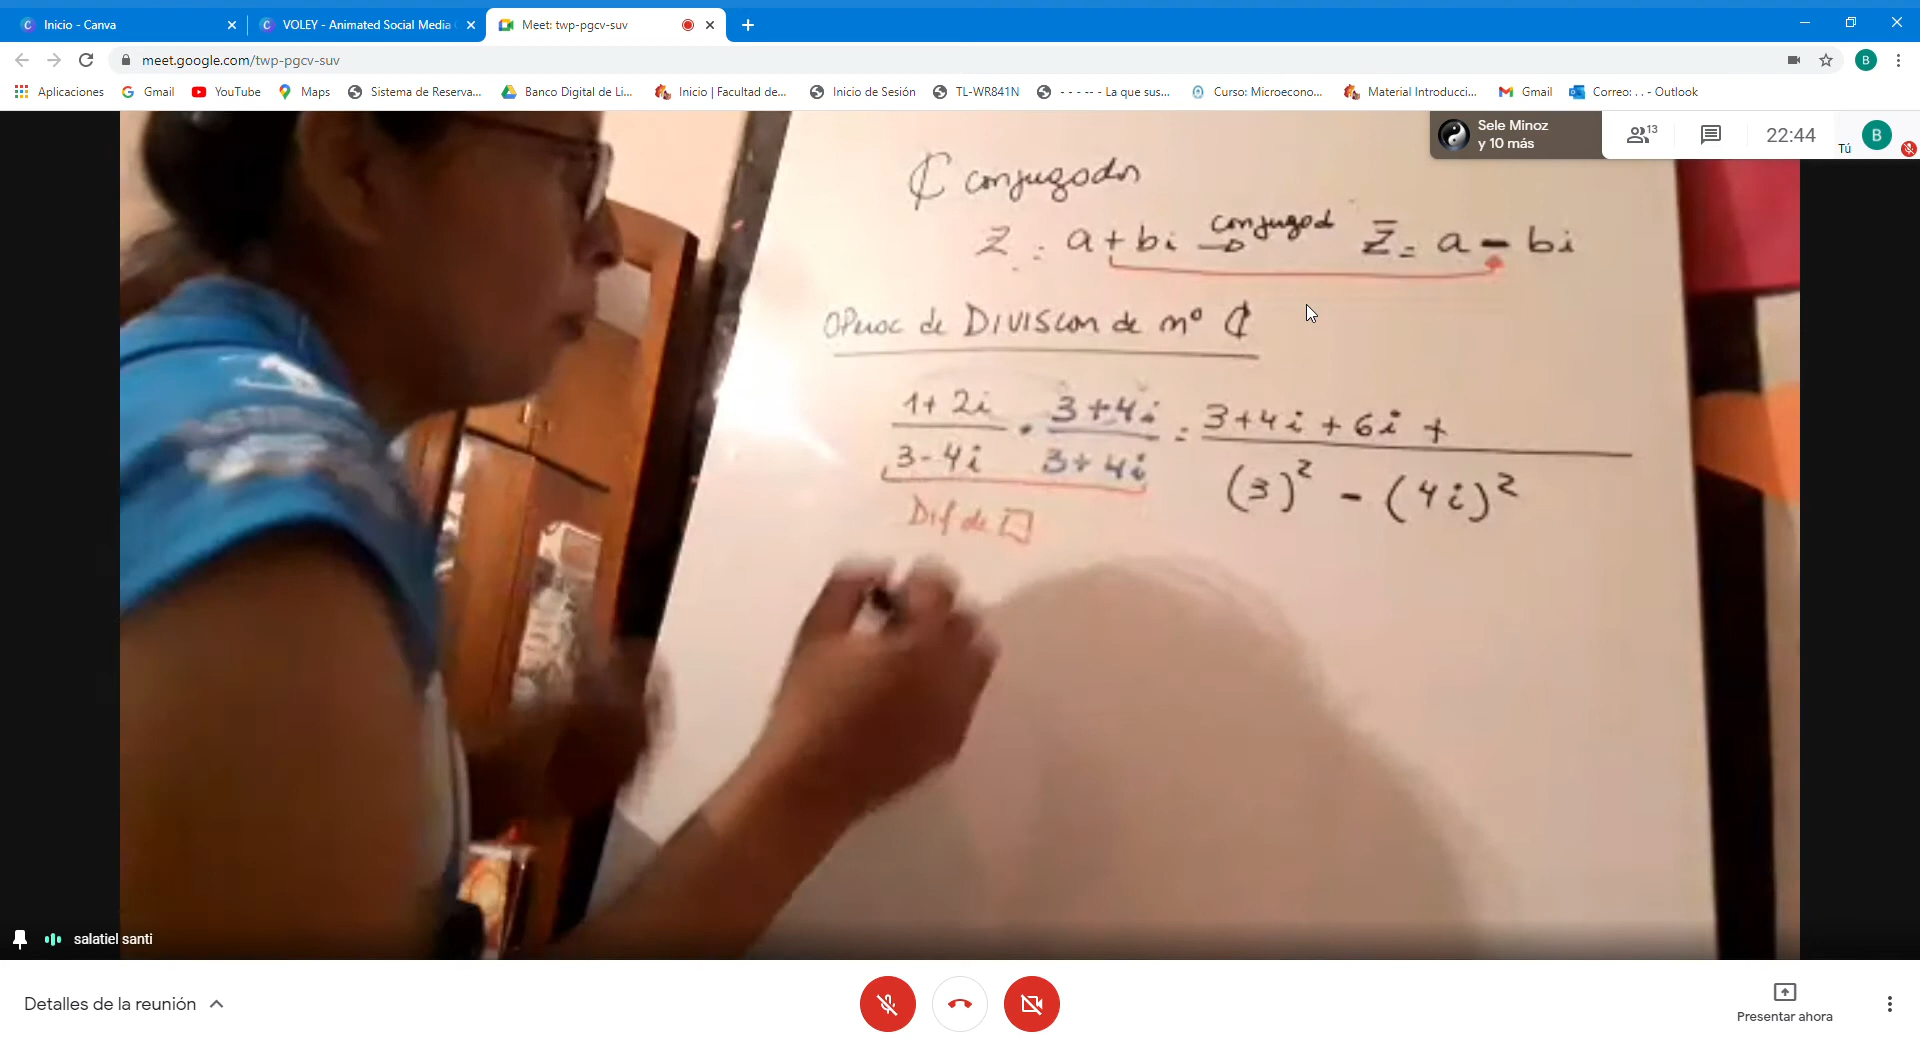 Inicio - Canva
VOLEY - Animated Social Media
Meet: twp-pgcv-suv
meet.google.com/twp-pgcv-suv
B
Aplicaciones
Gmail
YouTube
Maps
Sistema de Reserva...
Banco Digital de Li...
Inicio | Facultad de...
Inicio de Sesión
TL-WR841N
- - - -- - La que sus...
Curso: Microecono...
Material Introducci...
Gmail
Correo: . . - Outlook
Sele Minoz
y 10 más
13
22:44
Tú
B
ℂ conjugados
Z = a + bi → conjugad Z̅ = a - bi
Operac de DIVISION de nº ℂ
1 + 2i / 3 - 4i • 3 + 4i / 3 + 4i = 3 + 4i + 6i + / (3)² - (4i)²
Dif de □
salatiel santi
Detalles de la reunión
Presentar ahora